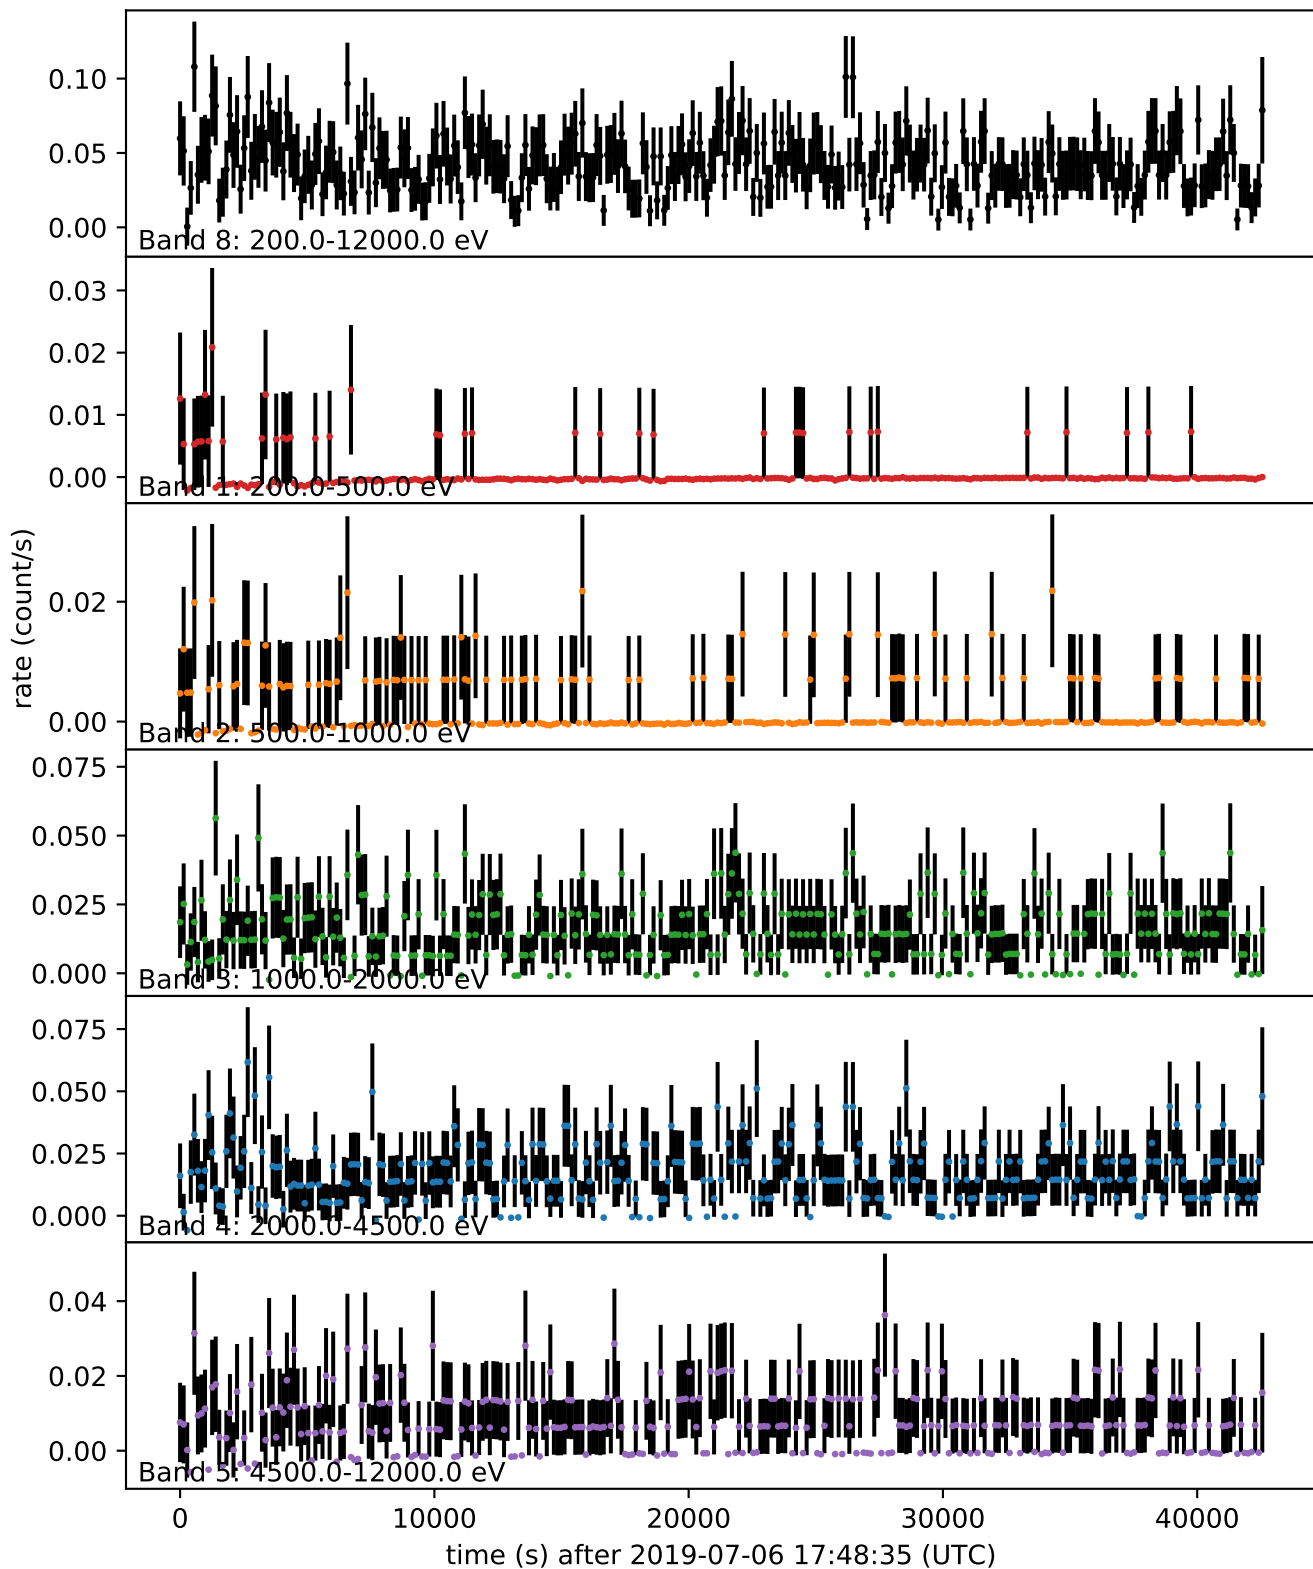 0.10
0.05
0.00
Band 8: 200.0-12000.0 eV
0.03
0.02
0.01
0.00
Band 1: 200.0-500.0 eV
0.02
0.00
Band 2: 500.0-1000.0 eV
rate (count/s)
0.075
0.050
0.025
0.000
Band 3: 1000.0-2000.0 eV
0.075
0.050
0.025
0.000
Band 4: 2000.0-4500.0 eV
0.04
0.02
0.00
Band 5: 4500.0-12000.0 eV
0 10000 20000 30000 40000
time (s) after 2019-07-06 17:48:35 (UTC)